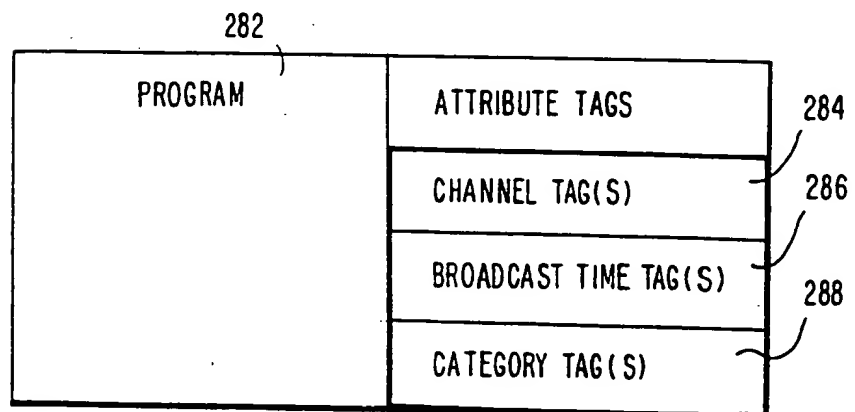 282
PROGRAM
ATTRIBUTE TAGS
284
CHANNEL TAG(S)
286
BROADCAST TIME TAG(S)
288
CATEGORY TAG(S)